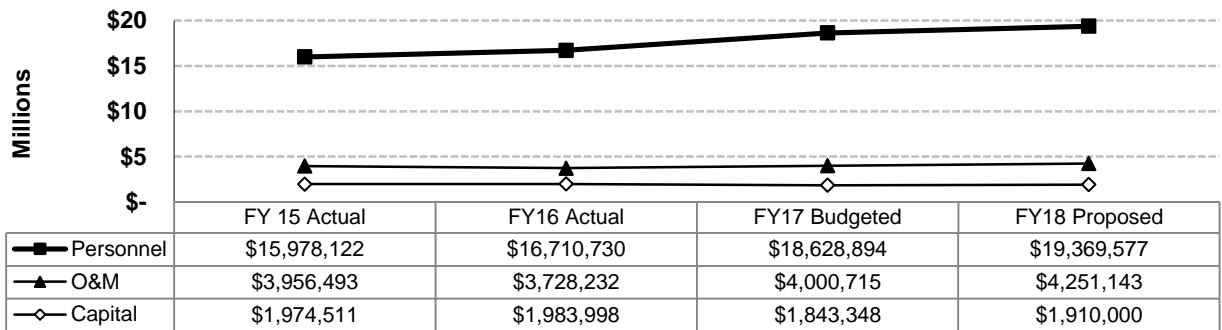 $20
$15
$10
$5
$-
Millions
FY 15 Actual FY16 Actual FY17 Budgeted FY18 Proposed
Personnel $15,978,122 $16,710,730 $18,628,894 $19,369,577
O&M $3,956,493 $3,728,232 $4,000,715 $4,251,143
Capital $1,974,511 $1,983,998 $1,843,348 $1,910,000